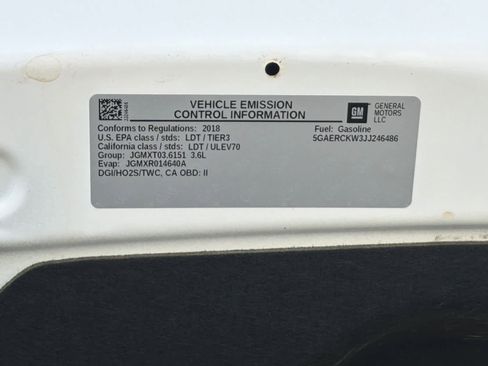 VEHICLE EMISSION
CONTROL INFORMATION
GM
GENERAL
MOTORS
LLC
Conforms to Regulations: 2018
U.S. EPA class / stds: LDT / TIER3
California class / stds: LDT / ULEV70
Group: JGMXT03.6151 3.6L
Evap: JGMXR014640A
DGI/HO2S/TWC, CA OBD: II
Fuel: Gasoline
5GAERCKW3JJ246486